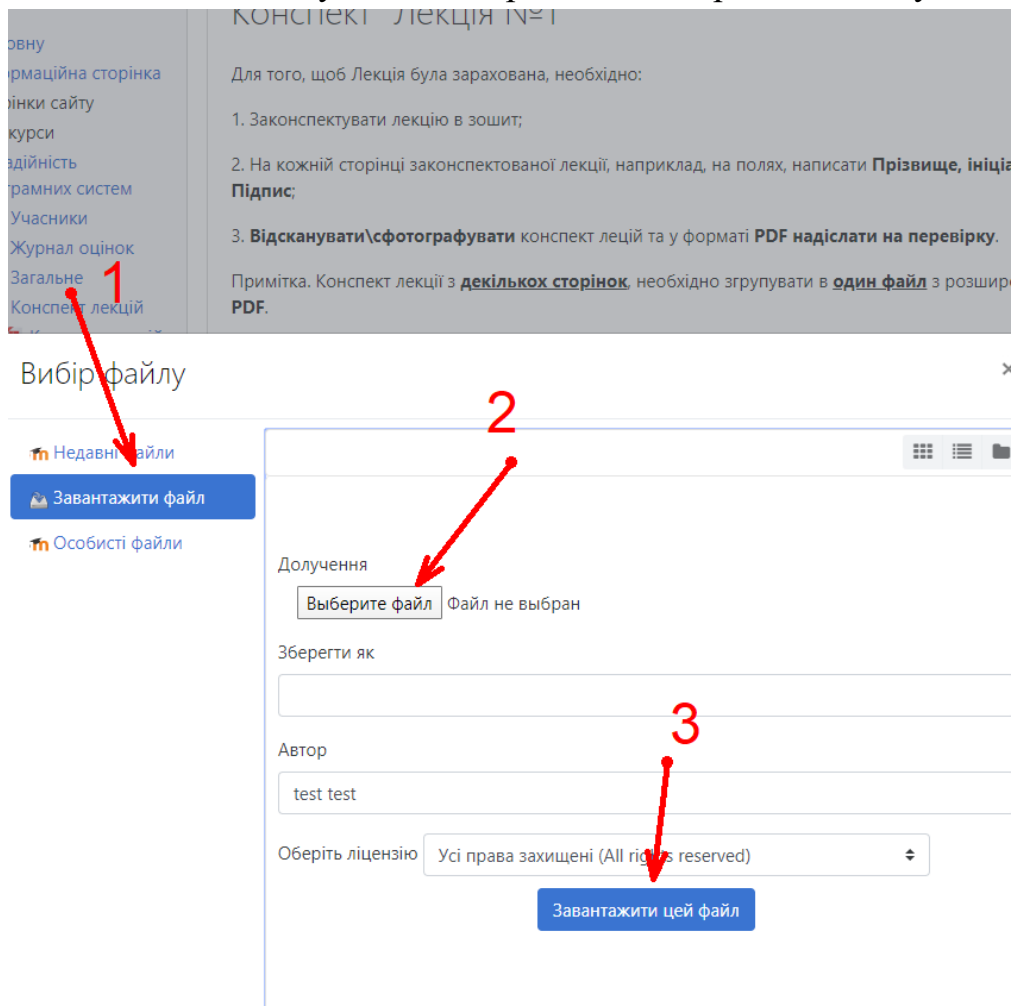 Конспект "Лекція №1"
овну
ормаційна сторінка
Для того, щоб Лекція була зарахована, необхідно:
інки сайту
1. Законспектувати лекцію в зошит;
курси
адійність
2. На кожній сторінці законспектованої лекції, наприклад, на полях, написати Прізвище, ініціа
грамних систем
Підпис;
Учасники
3. Відсканувати\сфотографувати конспект лецій та у форматі PDF надіслати на перевірку.
Журнал оцінок
Загальне
1
Примітка. Конспект лекції з декількох сторінок, необхідно згрупувати в один файл з розшир
Конспект лекцій
PDF.
Вибір файлу
×
2
Недавні файли
Завантажити файл
Особисті файли
Долучення
Выберите файл Файл не выбран
Зберегти як
3
Автор
test test
Оберіть ліцензію Усі права захищені (All rights reserved)
Завантажити цей файл